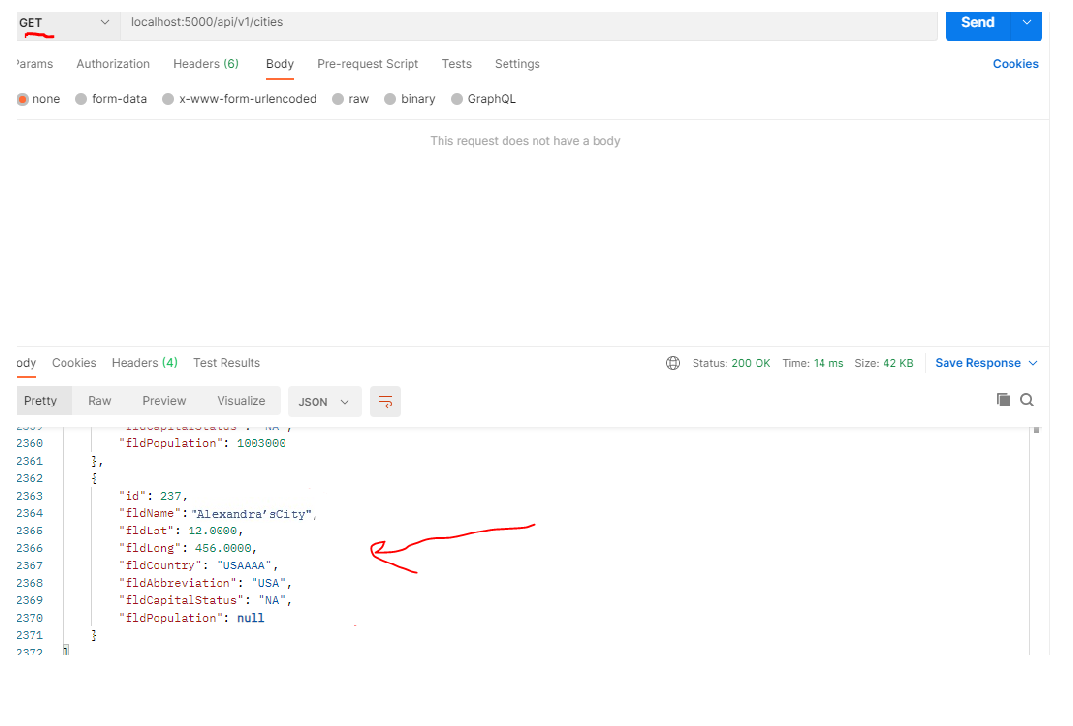 GET localhost:5000/api/v1/cities Send
Params Authorization Headers (6) Body Pre-request Script Tests Settings Cookies
none form-data x-www-form-urlencoded raw binary GraphQL
This request does not have a body
ody Cookies Headers (4) Test Results Status: 200 OK Time: 14 ms Size: 42 KB Save Response
Pretty Raw Preview Visualize JSON
2359 "fldCapitalStatus": "NA",
2360 "fldPopulation": 1003000
2361 },
2362 {
2363 "id": 237,
2364 "fldName": "Alexandra'sCity",
2365 "fldLat": 12.0000,
2366 "fldLong": 456.0000,
2367 "fldCountry": "USAAAA",
2368 "fldAbbreviation": "USA",
2369 "fldCapitalStatus": "NA",
2370 "fldPopulation": null
2371 }
2372 ]